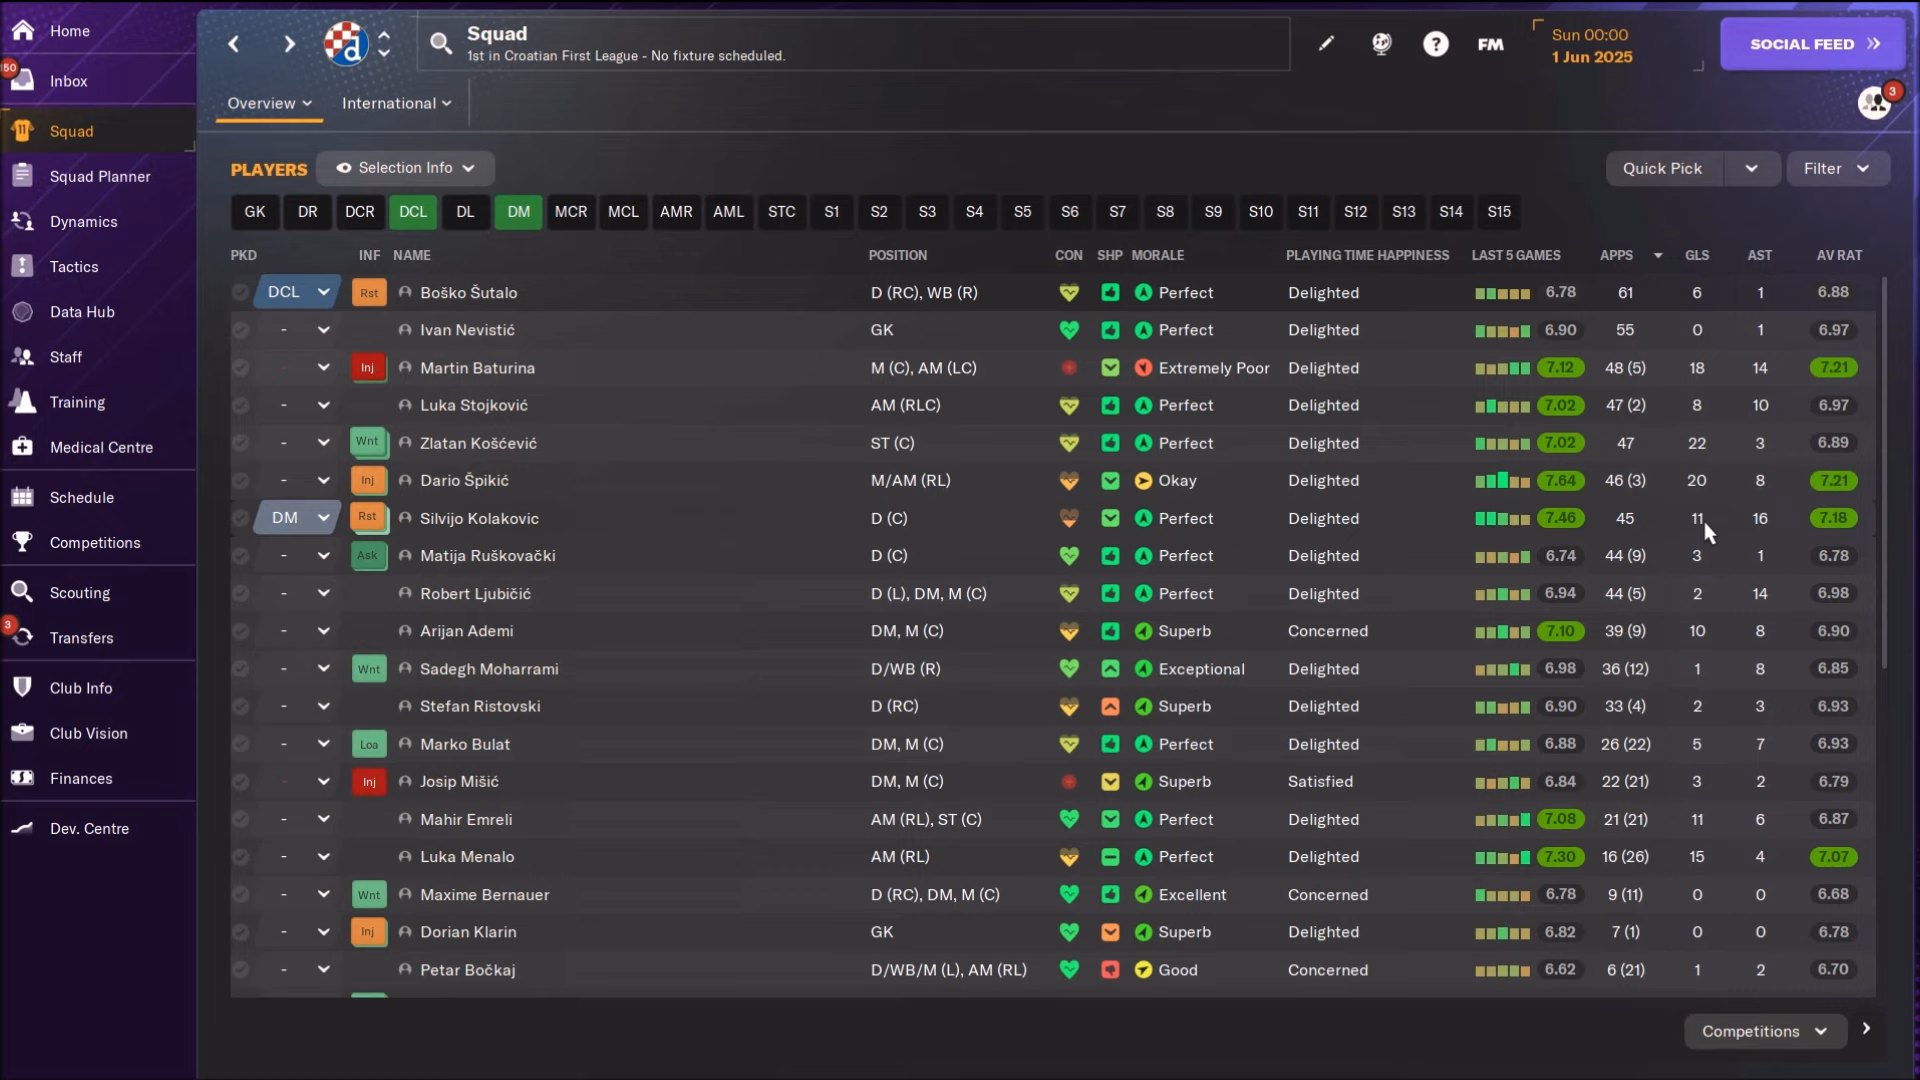 Home
150
Inbox
11
Squad
Squad Planner
Dynamics
Tactics
Data Hub
Staff
Training
Medical Centre
Schedule
Competitions
Scouting
3
Transfers
Club Info
Club Vision
Finances
Dev. Centre
Squad
1st in Croatian First League - No fixture scheduled.
? FM
Sun 00:00
1 Jun 2025
SOCIAL FEED
3
Overview International
PLAYERS Selection Info Quick Pick Filter
GK DR DCR DCL DL DM MCR MCL AMR AML STC S1 S2 S3 S4 S5 S6 S7 S8 S9 S10 S11 S12 S13 S14 S15
PKD INF NAME POSITION CON SHP MORALE PLAYING TIME HAPPINESS LAST 5 GAMES APPS GLS AST AV RAT
DCL Rst Boško Šutalo D (RC), WB (R) Perfect Delighted 6.78 61 6 1 6.88
- Ivan Nevistić GK Perfect Delighted 6.90 55 0 1 6.97
- Inj Martin Baturina M (C), AM (LC) Extremely Poor Delighted 7.12 48 (5) 18 14 7.21
- Luka Stojković AM (RLC) Perfect Delighted 7.02 47 (2) 8 10 6.97
- Wnt Zlatan Košćević ST (C) Perfect Delighted 7.02 47 22 3 6.89
- Inj Dario Špikić M/AM (RL) Okay Delighted 7.64 46 (3) 20 8 7.21
DM Rst Silvijo Kolakovic D (C) Perfect Delighted 7.46 45 11 16 7.18
- Ask Matija Ruškovački D (C) Perfect Delighted 6.74 44 (9) 3 1 6.78
- Robert Ljubičić D (L), DM, M (C) Perfect Delighted 6.94 44 (5) 2 14 6.98
- Arijan Ademi DM, M (C) Superb Concerned 7.10 39 (9) 10 8 6.90
- Wnt Sadegh Moharrami D/WB (R) Exceptional Delighted 6.98 36 (12) 1 8 6.85
- Stefan Ristovski D (RC) Superb Delighted 6.90 33 (4) 2 3 6.93
- Loa Marko Bulat DM, M (C) Perfect Delighted 6.88 26 (22) 5 7 6.93
- Inj Josip Mišić DM, M (C) Superb Satisfied 6.84 22 (21) 3 2 6.79
- Mahir Emreli AM (RL), ST (C) Perfect Delighted 7.08 21 (21) 11 6 6.87
- Luka Menalo AM (RL) Perfect Delighted 7.30 16 (26) 15 4 7.07
- Wnt Maxime Bernauer D (RC), DM, M (C) Excellent Concerned 6.78 9 (11) 0 0 6.68
- Inj Dorian Klarin GK Superb Delighted 6.82 7 (1) 0 0 6.78
- Petar Bočkaj D/WB/M (L), AM (RL) Good Concerned 6.62 6 (21) 1 2 6.70
Competitions